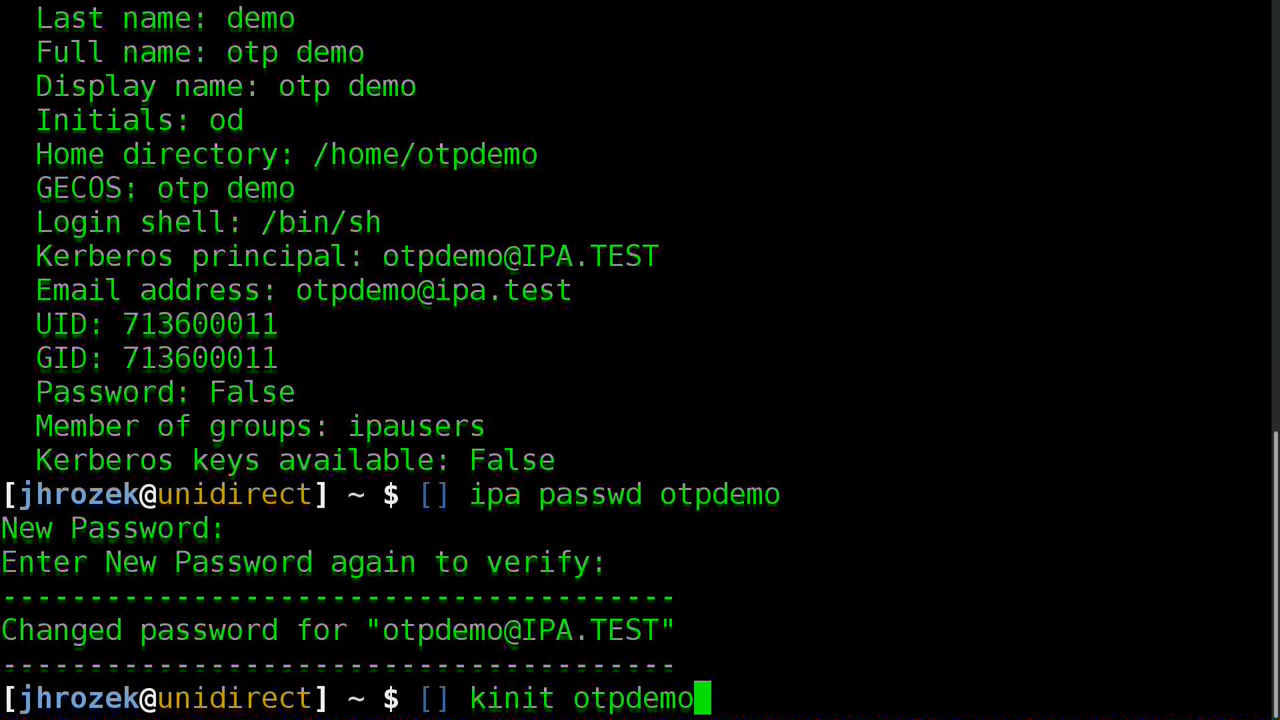 Last name: demo
Full name: otp demo
Display name: otp demo
Initials: od
Home directory: /home/otpdemo
GECOS: otp demo
Login shell: /bin/sh
Kerberos principal: otpdemo@IPA.TEST
Email address: otpdemo@ipa.test
UID: 713600011
GID: 713600011
Password: False
Member of groups: ipausers
Kerberos keys available: False
[jhrozek@unidirect] ~ $ [] ipa passwd otpdemo
New Password:
Enter New Password again to verify:
---------------------------------------
Changed password for "otpdemo@IPA.TEST"
---------------------------------------
[jhrozek@unidirect] ~ $ [] kinit otpdemo